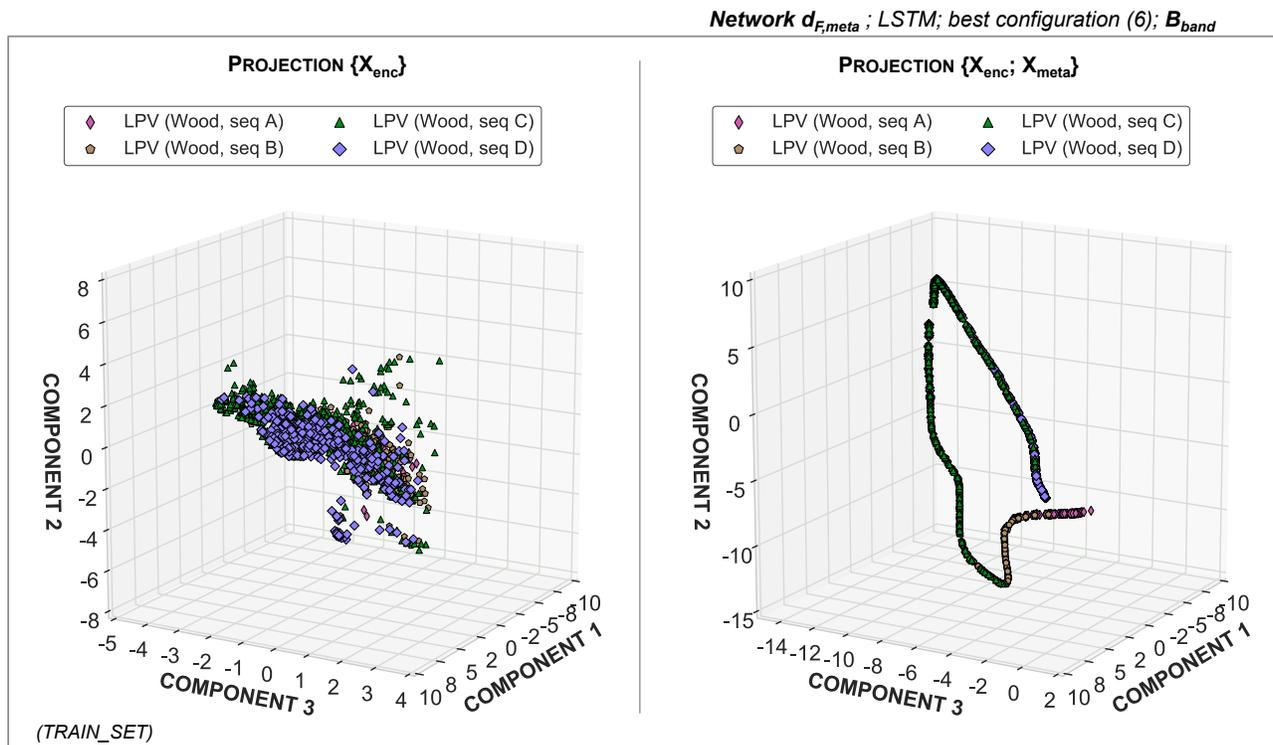 Network d_F,meta ; LSTM; best configuration (6); B_band
PROJECTION {X_enc}
LPV (Wood, seq A) LPV (Wood, seq C)
LPV (Wood, seq B) LPV (Wood, seq D)
8
6
4
2
0
-2
-4
-6
-8
COMPONENT 2
-5 -4 -3 -2 -1 0 1 2 3 4
COMPONENT 3
10 8 5 2 0 -2 -5 -8 -10
COMPONENT 1
PROJECTION {X_enc; X_meta}
LPV (Wood, seq A) LPV (Wood, seq C)
LPV (Wood, seq B) LPV (Wood, seq D)
10
5
0
-5
-10
-15
COMPONENT 2
-14 -12 -10 -8 -6 -4 -2 0 2
COMPONENT 3
10 8 5 2 0 -2 -5 -8 -10
COMPONENT 1
(TRAIN_SET)